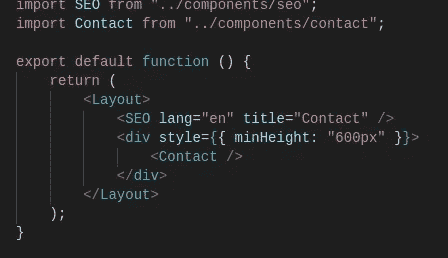 import SEO from "../components/seo";
import Contact from "../components/contact";

export default function () {
    return (
        <Layout>
            <SEO lang="en" title="Contact" />
            <div style={{ minHeight: "600px" }}>
                <Contact />
            </div>
        </Layout>
    );
}